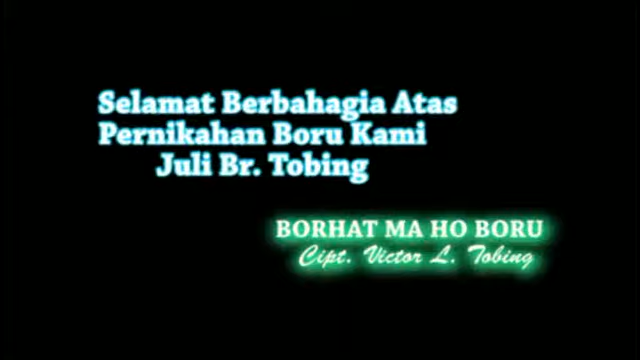 Selamat Berbahagia Atas
Pernikahan Boru Kami
Juli Br. Tobing
BORHAT MA HO BORU
Cipt. Victor L. Tobing